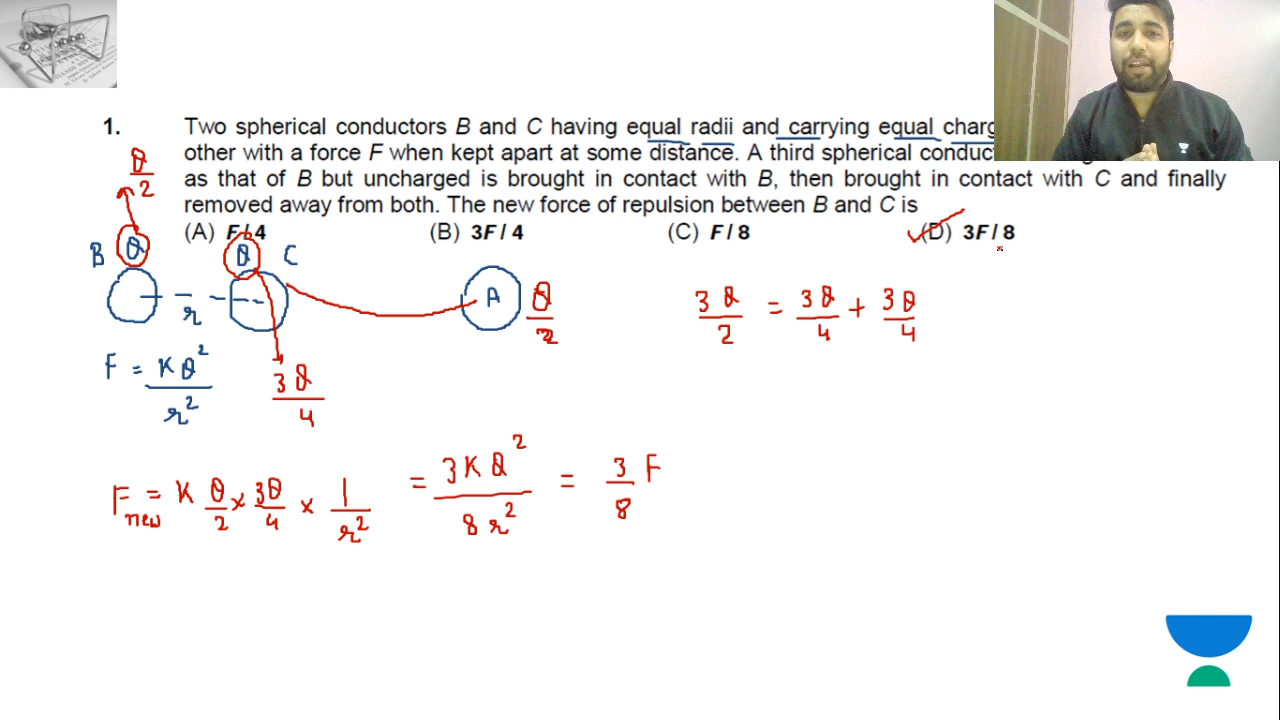 1. Two spherical conductors B and C having equal radii and carrying equal
other with a force F when kept apart at some distance. A third spherical
as that of B but uncharged is brought in contact with B, then brought in contact with C and finally
removed away from both. The new force of repulsion between B and C is
(A) F / 4 (B) 3F / 4 (C) F / 8 (D) 3F / 8
Q/2
B Q Q C
r
A Q/2
3Q/2 = 3Q/4 + 3Q/4
F = KQ²/r²
3Q/4
F new = K Q/2 × 3Q/4 × 1/r² = 3KQ²/8r² = 3/8 F